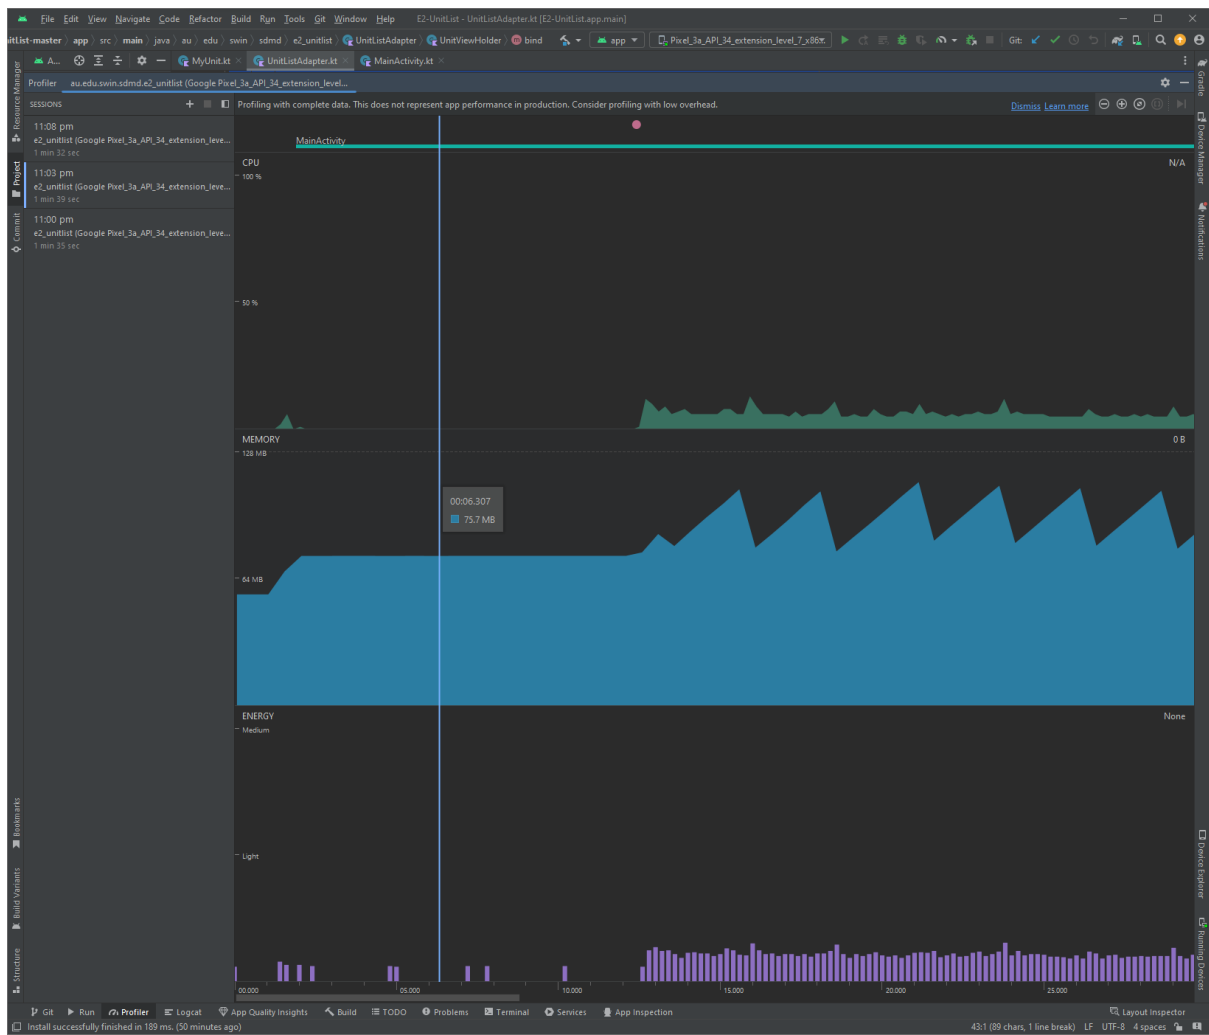 File Edit View Navigate Code Refactor Build Run Tools Git Window Help E2-UnitList - UnitListAdapter.kt [E2-UnitList.app.main]
itList-master app src main java au edu swin sdmd e2_unitlist UnitListAdapter UnitViewHolder bind app Pixel_3a_API_34_extension_level_7_x86 Git:
A... MyUnit.kt UnitListAdapter.kt MainActivity.kt
Profiler au.edu.swin.sdmd.e2_unitlist (Google Pixel_3a_API_34_extension_level...
SESSIONS Profiling with complete data. This does not represent app performance in production. Consider profiling with low overhead. Dismiss Learn more
11:08 pm
e2_unitlist (Google Pixel_3a_API_34_extension_leve...
1 min 32 sec
11:03 pm
e2_unitlist (Google Pixel_3a_API_34_extension_leve...
1 min 39 sec
11:00 pm
e2_unitlist (Google Pixel_3a_API_34_extension_leve...
1 min 35 sec
MainActivity
CPU N/A
100 %
50 %
MEMORY 0 B
128 MB
00:06.307
75.7 MB
64 MB
ENERGY None
Medium
Light
00.000 05.000 10.000 15.000 20.000 25.000
Resource Manager
Project
Commit
Bookmarks
Build Variants
Structure
Gradle
Device Manager
Notifications
Device Explorer
Running Devices
Git Run Profiler Logcat App Quality Insights Build TODO Problems Terminal Services App Inspection Layout Inspector
Install successfully finished in 189 ms. (50 minutes ago) 43:1 (89 chars, 1 line break) LF UTF-8 4 spaces